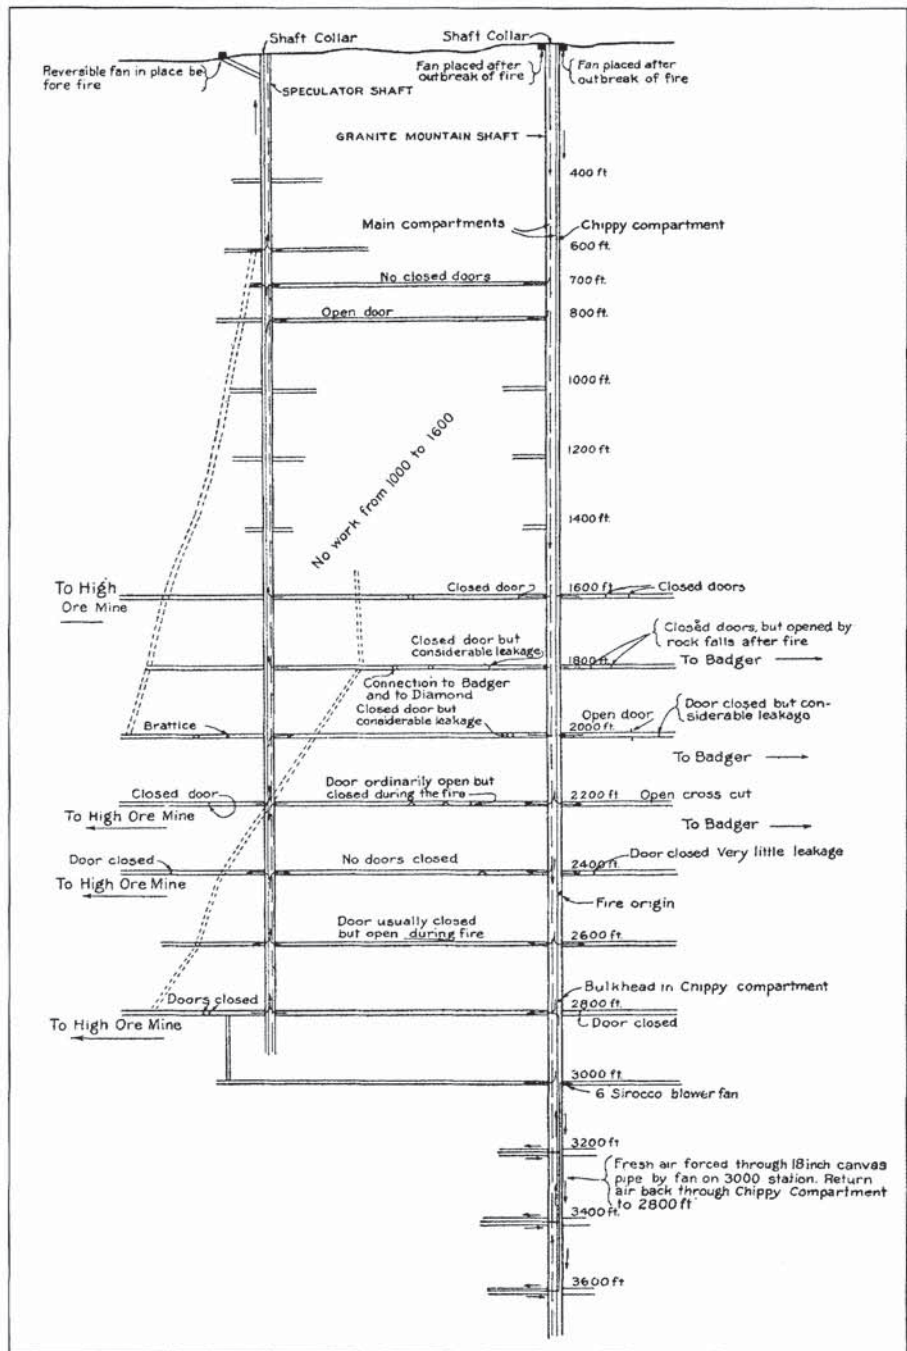 Shaft Collar
Shaft Collar
Reversible fan in place be
fore fire
Fan placed after
outbreak of fire
Fan placed after
outbreak of fire
SPECULATOR SHAFT
GRANITE MOUNTAIN SHAFT
400 ft
Main compartments
Chippy compartment
600 ft.
No closed doors
700 ft.
Open door
800 ft.
1000 ft.
No work from 1000 to 1600
1200 ft
1400 ft.
To High
Ore Mine
Closed door
1600 ft
Closed doors
Closed door but
considerable leakage
1800 ft.
Closed doors, but opened by
rock falls after fire
To Badger
Connection to Badger
and to Diamond
Closed door but
considerable leakage
Brattice
Open door
2000 ft.
Door closed but con-
siderable leakage
To Badger
Closed door
Door ordinarily open but
closed during the fire
2200 ft
Open cross cut
To High Ore Mine
To Badger
Door closed
No doors closed
2400 ft.
Door closed Very little leakage
To High Ore Mine
Fire origin
Door usually closed
but open during fire
2600 ft.
Bulkhead in Chippy compartment
Doors closed
2800 ft.
To High Ore Mine
Door closed
3000 ft.
6 Sirocco blower fan
3200 ft
Fresh air forced through 18 inch canvas
pipe by fan on 3000 station. Return
air back through Chippy Compartment
to 2800 ft
3400 ft.
3600 ft